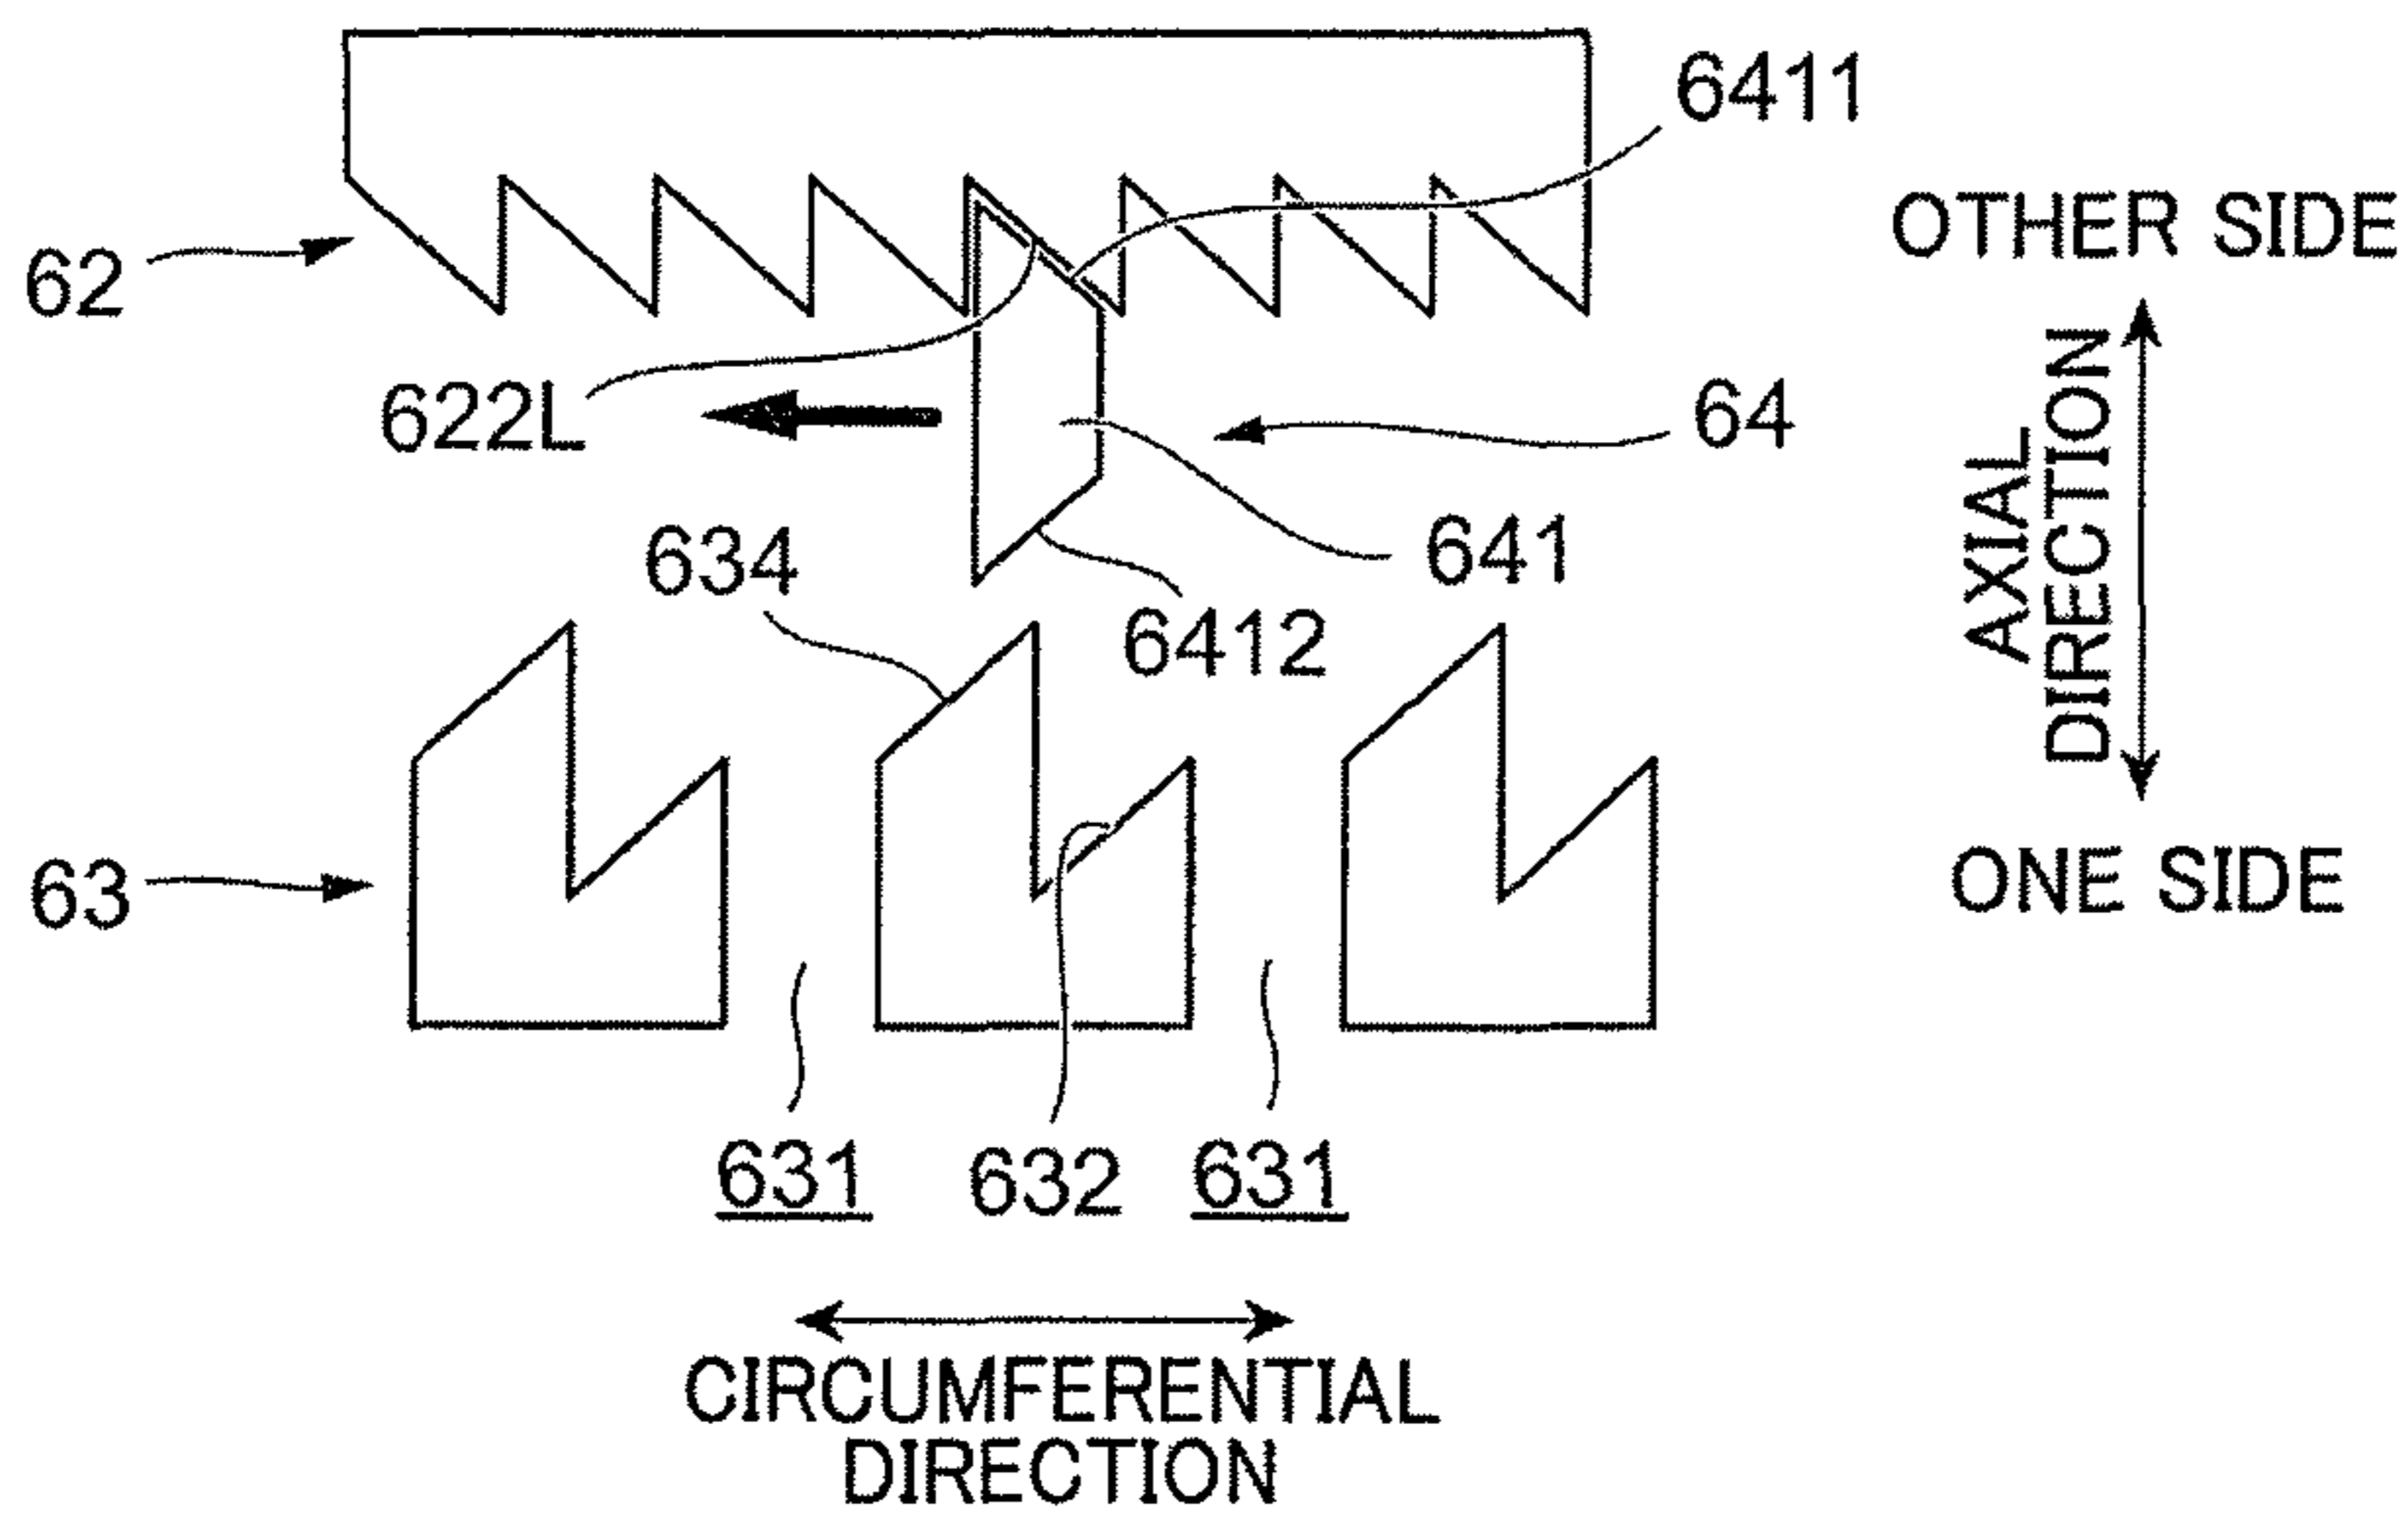 6411
OTHER SIDE
62
622L
64
AXIAL
DIRECTION
634
641
6412
63
ONE SIDE
631
632
631
CIRCUMFERENTIAL
DIRECTION